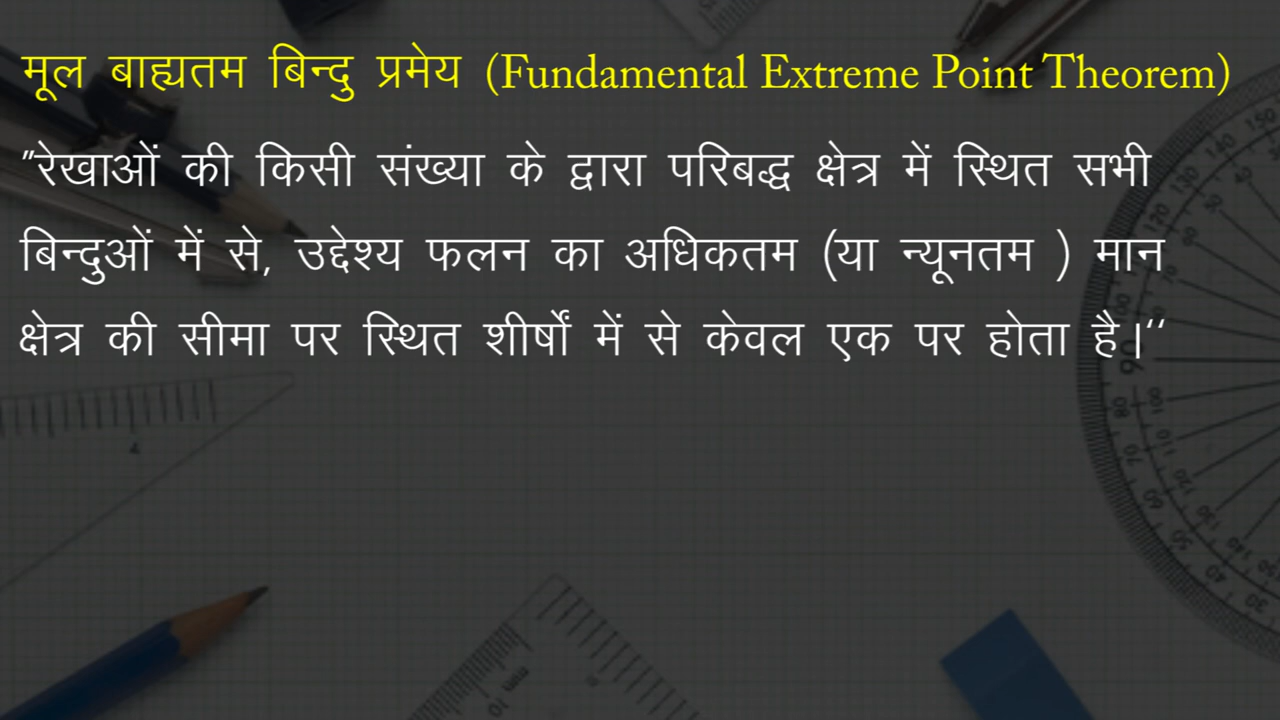 मूल बाह्यतम बिन्दु प्रमेय (Fundamental Extreme Point Theorem)
"रेखाओं की किसी संख्या के द्वारा परिबद्ध क्षेत्र में स्थित सभी
बिन्दुओं में से, उद्देश्य फलन का अधिकतम (या न्यूनतम ) मान
क्षेत्र की सीमा पर स्थित शीर्षों में से केवल एक पर होता है।‘‘